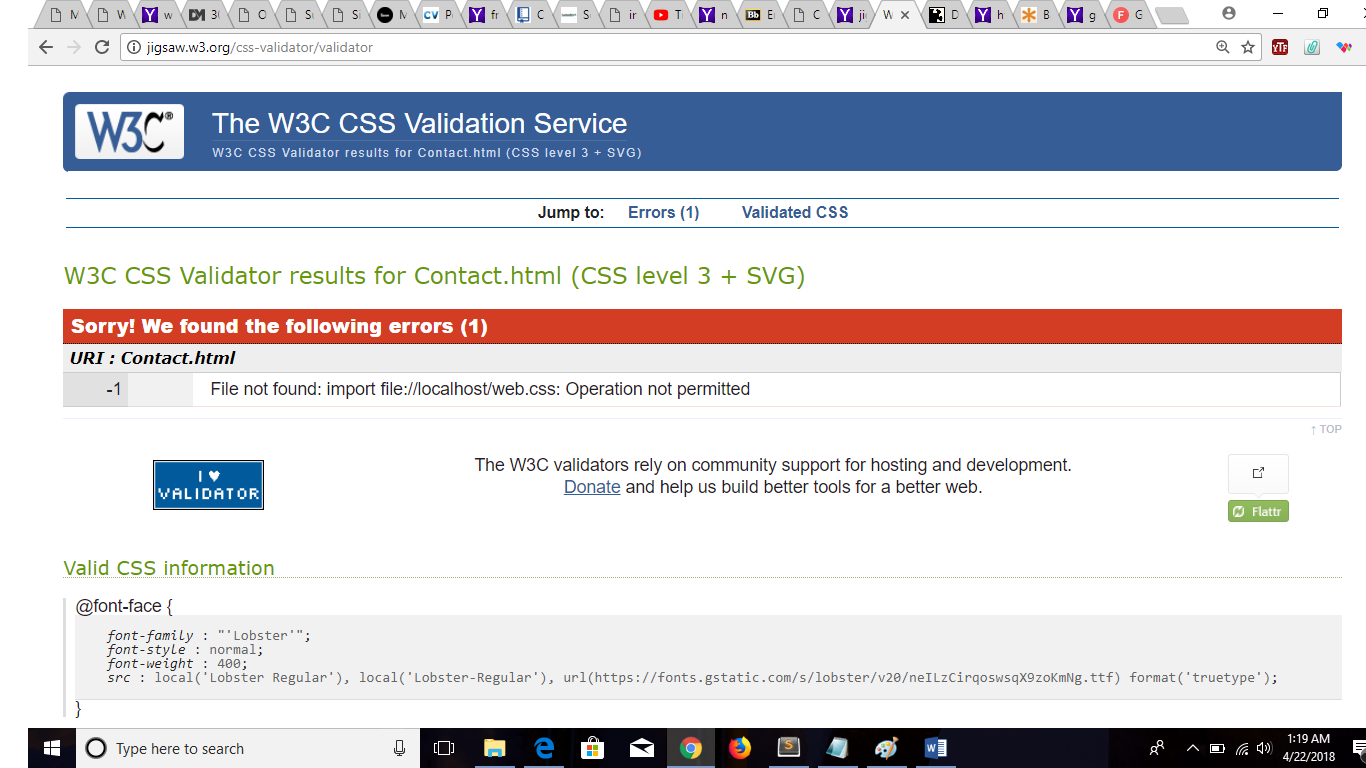 M
W
w
3(
O
Si
M
P
fr
C
S
ir
T
n
E
C
ji
W
D
h
B
g
G
jigsaw.w3.org/css-validator/validator
W3C®
The W3C CSS Validation Service
W3C CSS Validator results for Contact.html (CSS level 3 + SVG)
Jump to: Errors (1) Validated CSS
W3C CSS Validator results for Contact.html (CSS level 3 + SVG)
Sorry! We found the following errors (1)
URI : Contact.html
-1 File not found: import file://localhost/web.css: Operation not permitted
↑ TOP
I ♥
VALIDATOR
The W3C validators rely on community support for hosting and development.
Donate and help us build better tools for a better web.
Flattr
Valid CSS information
@font-face {
font-family : "'Lobster'";
font-style : normal;
font-weight : 400;
src : local('Lobster Regular'), local('Lobster-Regular'), url(https://fonts.gstatic.com/s/lobster/v20/neILzCirqoswsqX9zoKmNg.ttf) format('truetype');
}
Type here to search
1:19 AM
4/22/2018